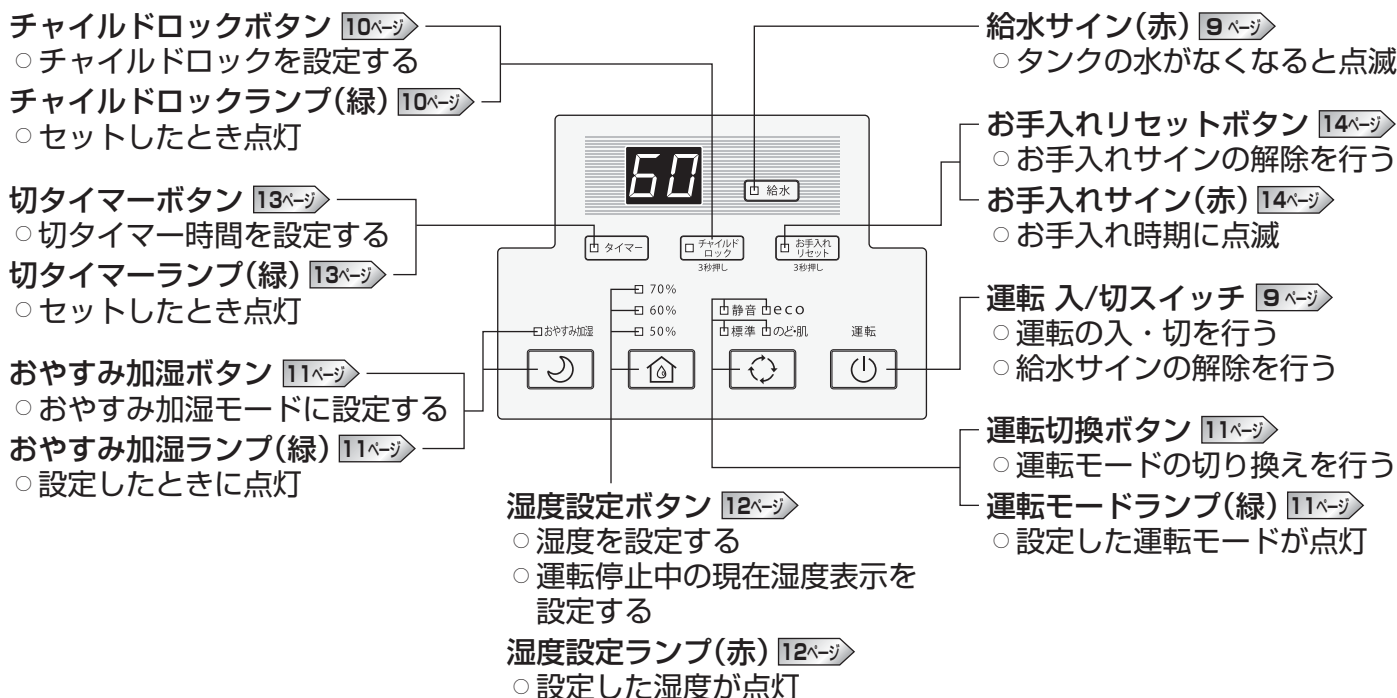 チャイルドロックボタン 10ページ
○チャイルドロックを設定する
チャイルドロックランプ(緑) 10ページ
○セットしたとき点灯
切タイマーボタン 13ページ
○切タイマー時間を設定する
切タイマーランプ(緑) 13ページ
○セットしたとき点灯
おやすみ加湿ボタン 11ページ
○おやすみ加湿モードに設定する
おやすみ加湿ランプ(緑) 11ページ
○設定したときに点灯
60
給水
タイマー
チャイルド
ロック
3秒押し
お手入れ
リセット
3秒押し
70%
60%
50%
おやすみ加湿
静音 eco
標準 のど・肌
運転
湿度設定ボタン 12ページ
○湿度を設定する
○運転停止中の現在湿度表示を
設定する
湿度設定ランプ(赤) 12ページ
○設定した湿度が点灯
給水サイン(赤) 9ページ
○タンクの水がなくなると点滅
お手入れリセットボタン 14ページ
○お手入れサインの解除を行う
お手入れサイン(赤) 14ページ
○お手入れ時期に点滅
運転 入/切スイッチ 9ページ
○運転の入・切を行う
○給水サインの解除を行う
運転切換ボタン 11ページ
○運転モードの切り換えを行う
運転モードランプ(緑) 11ページ
○設定した運転モードが点灯